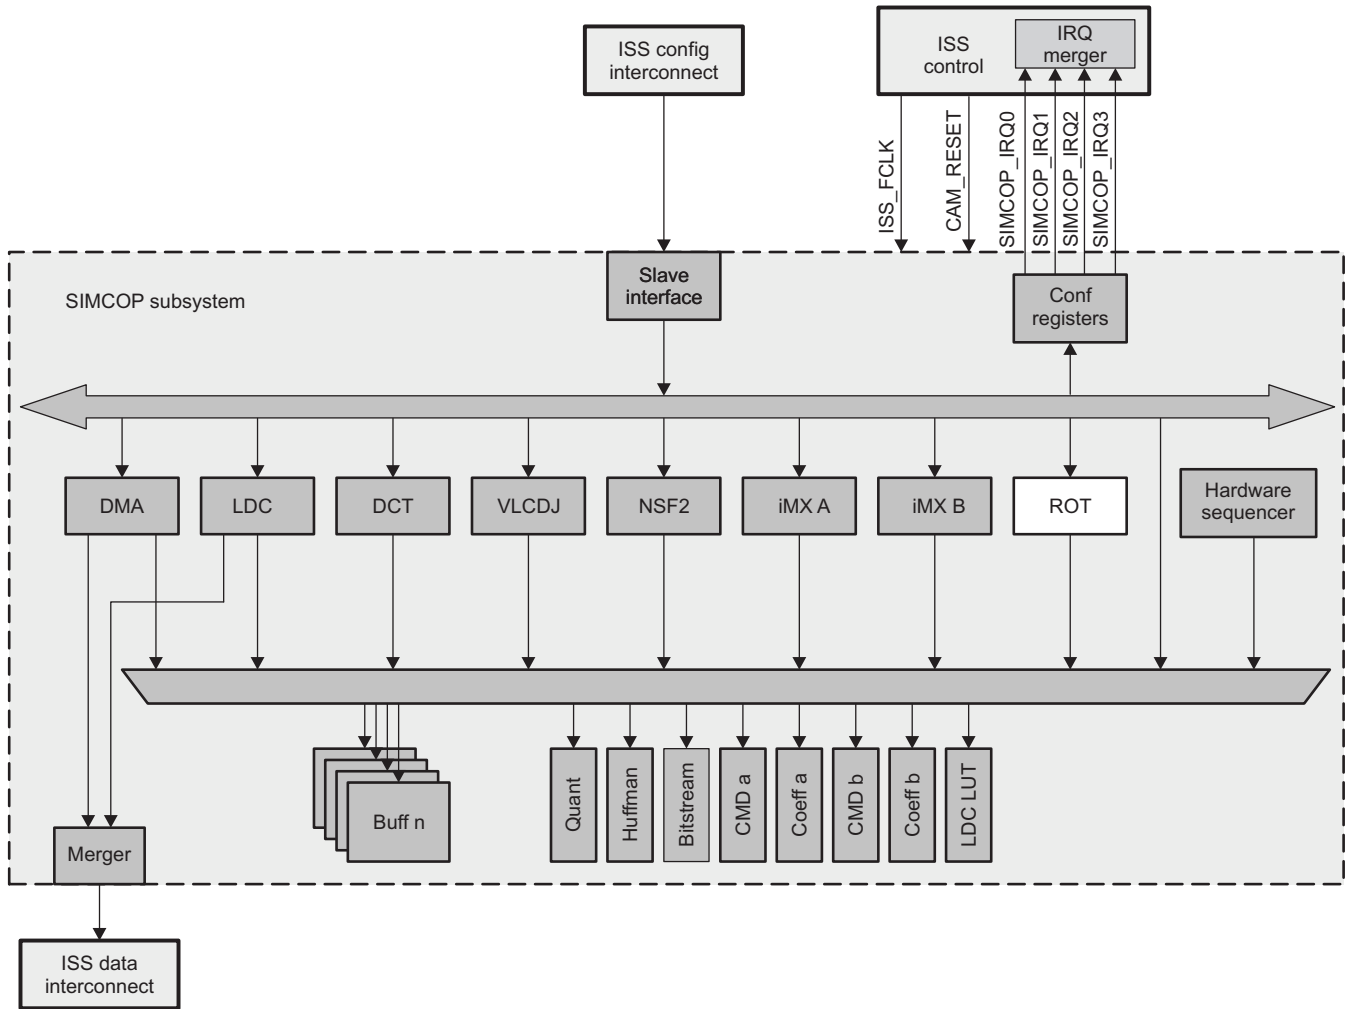 ISS config
interconnect
ISS
control
IRQ
merger
ISS_FCLK
CAM_RESET
SIMCOP_IRQ0
SIMCOP_IRQ1
SIMCOP_IRQ2
SIMCOP_IRQ3
SIMCOP subsystem
Slave
interface
Conf
registers
DMA
LDC
DCT
VLCDJ
NSF2
iMX A
iMX B
ROT
Hardware
sequencer
Buff n
Quant
Huffman
Bitstream
CMD a
Coeff a
CMD b
Coeff b
LDC LUT
Merger
ISS data
interconnect